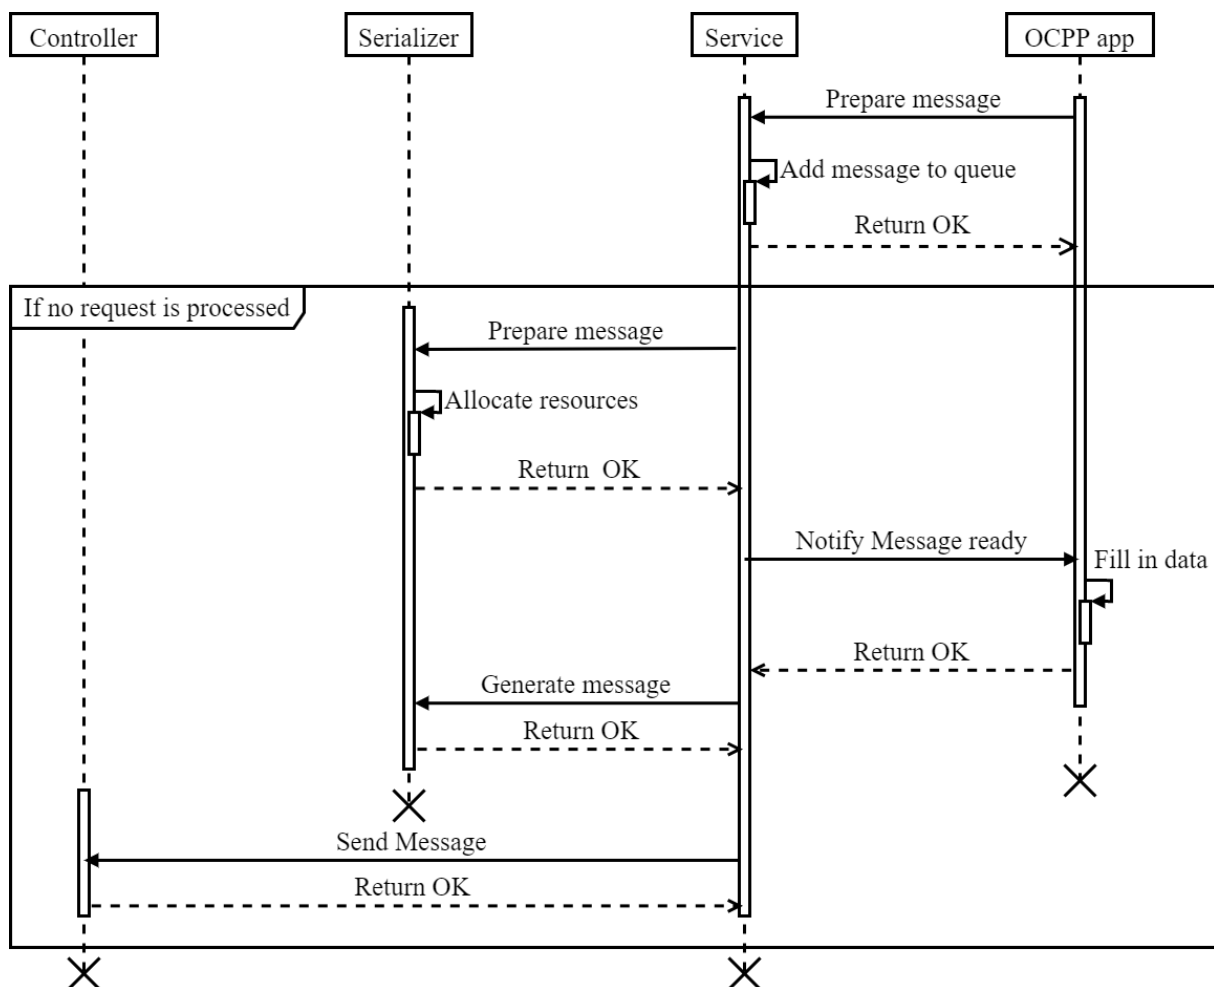 Controller
Serializer
Service
OCPP app
Prepare message
Add message to queue
Return OK
If no request is processed
Prepare message
Allocate resources
Return  OK
Notify Message ready
Fill in data
Return OK
Generate message
Return OK
Send Message
Return OK